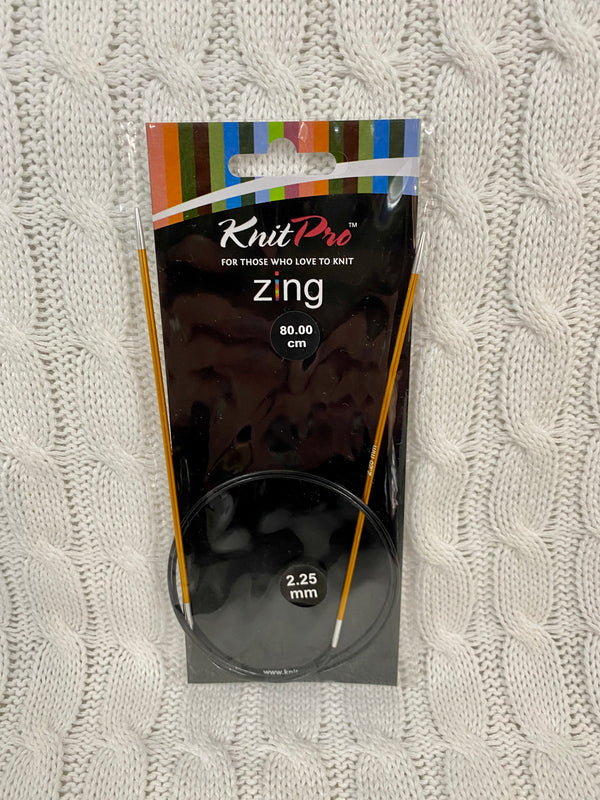 KnitPro™
FOR THOSE WHO LOVE TO KNIT
zing
80.00
cm
2.25
mm